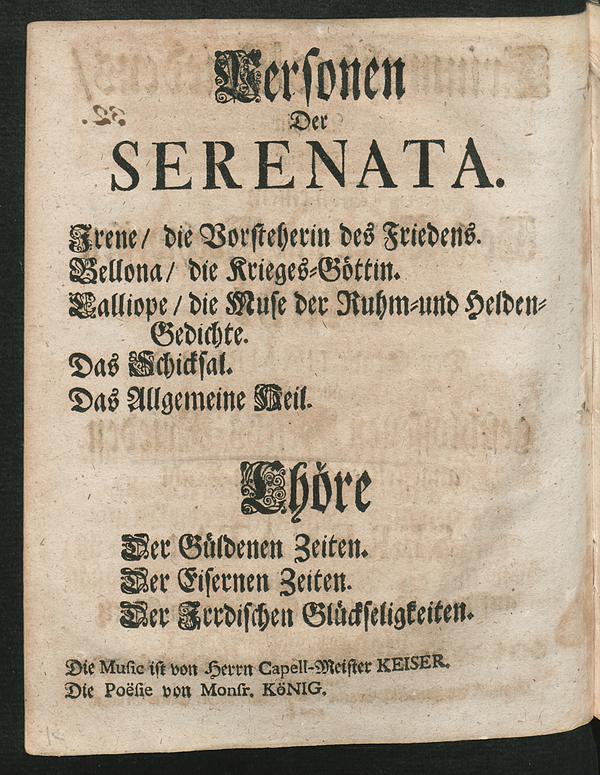 Personen
Der
SERENATA.
Irene/ die Vorsteherin des Friedens.
Bellona/ die Krieges-Göttin.
Calliope/ die Muse der Ruhm-und Helden-
Gedichte.
Das Schicksal.
Das Allgemeine Heil.
Chöre
Der Güldenen Zeiten.
Der Eisernen Zeiten.
Der Irrdischen Glückseligkeiten.
Die Music ist von Herrn Capell-Meister KEISER.
Die Poësie von Monsr. KöNIG.